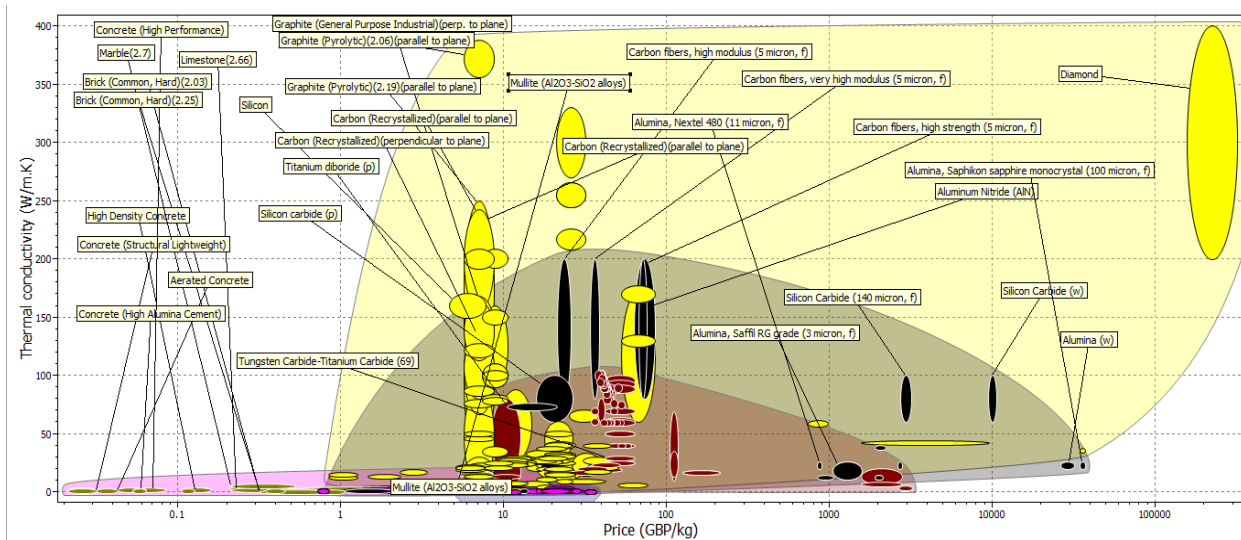 Thermal conductivity (W/m.K)
400
350
300
250
200
150
100
50
0
Concrete (High Performance)
Marble(2.7)
Limestone(2.66)
Brick (Common, Hard)(2.03)
Brick (Common, Hard)(2.25)
Silicon
Graphite (General Purpose Industrial)(perp. to plane)
Graphite (Pyrolytic)(2.06)(parallel to plane)
Graphite (Pyrolytic)(2.19)(parallel to plane)
Carbon (Recrystallized)(parallel to plane)
Carbon (Recrystallized)(perpendicular to plane)
Titanium diboride (p)
Silicon carbide (p)
High Density Concrete
Concrete (Structural Lightweight)
Aerated Concrete
Concrete (High Alumina Cement)
Tungsten Carbide-Titanium Carbide (69)
Mullite (Al2O3-SiO2 alloys)
Mullite (Al2O3-SiO2 alloys)
Carbon fibers, high modulus (5 micron, f)
Carbon fibers, very high modulus (5 micron, f)
Alumina, Nextel 480 (11 micron, f)
Carbon fibers, high strength (5 micron, f)
Carbon (Recrystallized)(parallel to plane)
Diamond
Alumina, Saphikon sapphire monocrystal (100 micron, f)
Aluminum Nitride (AlN)
Silicon Carbide (140 micron, f)
Silicon Carbide (w)
Alumina, Saffil RG grade (3 micron, f)
Alumina (w)
0.1
1
10
100
1000
10000
100000
Price (GBP/kg)